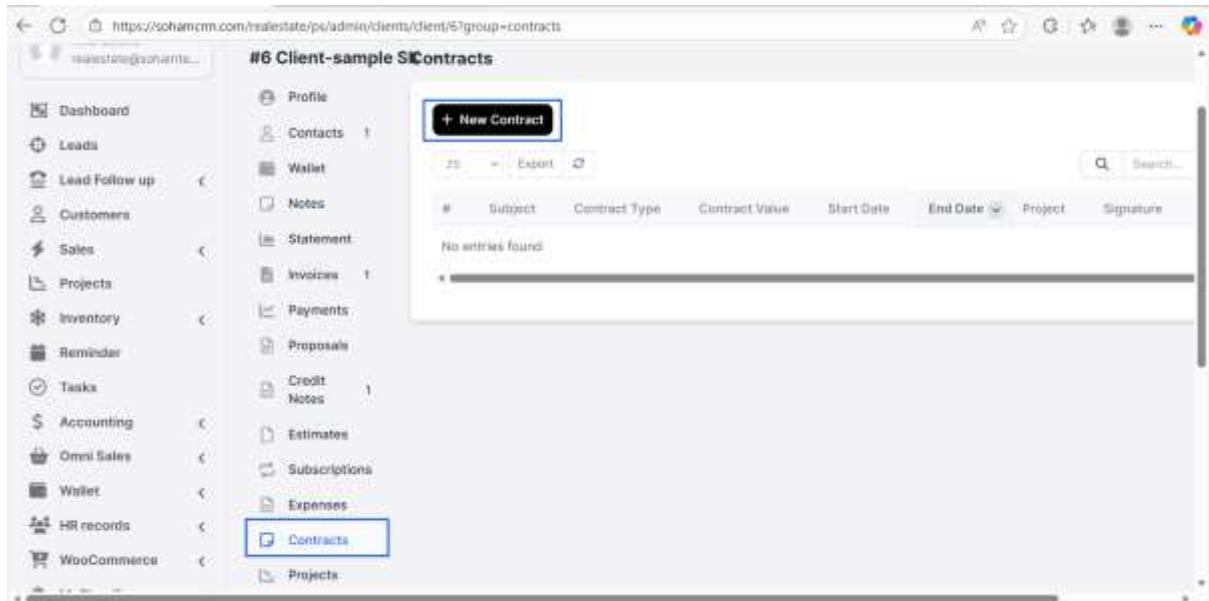 https://sohamcrm.com/realestate/ps/admin/clients/client/6?group=contracts
#6 Client-sample
Contracts
Dashboard
Leads
Lead Follow up
Customers
Sales
Projects
Inventory
Reminder
Tasks
Accounting
Omni Sales
Wallet
HR records
WooCommerce
Profile
Contacts 1
Wallet
Notes
Statement
Invoices 1
Payments
Proposals
Credit
Notes 1
Estimates
Subscriptions
Expenses
Contracts
Projects
+ New Contract
25 Export Search...
# Subject Contract Type Contract Value Start Date End Date Project Signature
No entries found